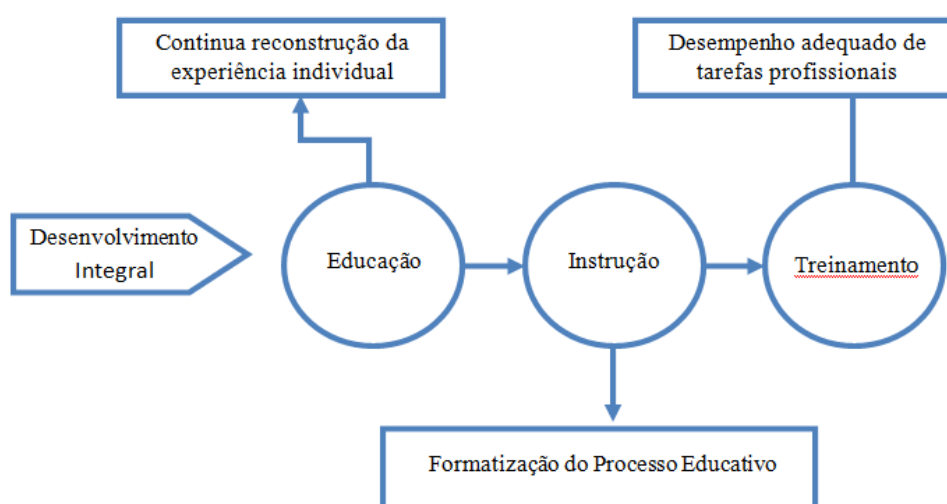 Continua reconstrução da
experiência individual
Desempenho adequado de
tarefas profissionais
Desenvolvimento
Integral
Educação
Instrução
Treinamento
Formatização do Processo Educativo